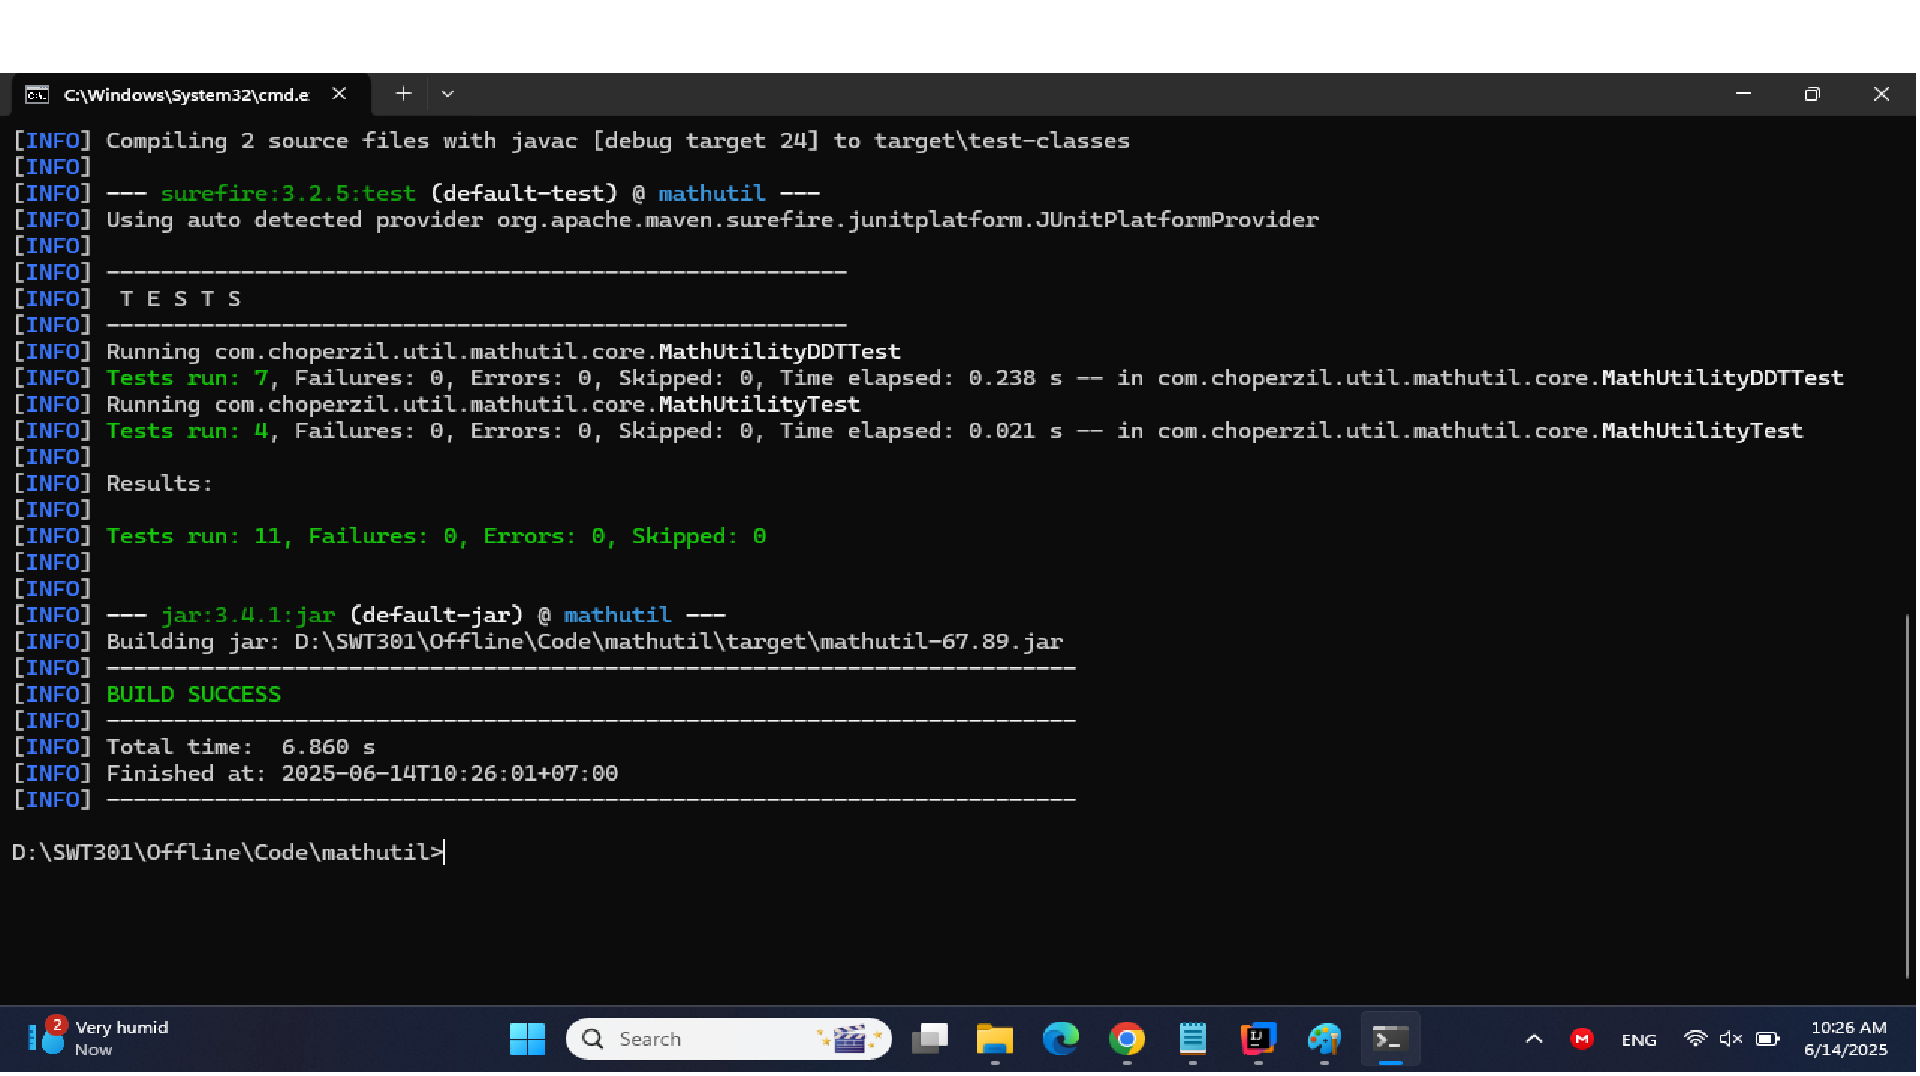 C:\Windows\System32\cmd.e
[INFO] Compiling 2 source files with javac [debug target 24] to target\test-classes
[INFO]
[INFO] --- surefire:3.2.5:test (default-test) @ mathutil ---
[INFO] Using auto detected provider org.apache.maven.surefire.junitplatform.JUnitPlatformProvider
[INFO]
[INFO] -------------------------------------------------------
[INFO]  T E S T S
[INFO] -------------------------------------------------------
[INFO] Running com.choperzil.util.mathutil.core.MathUtilityDDTTest
[INFO] Tests run: 7, Failures: 0, Errors: 0, Skipped: 0, Time elapsed: 0.238 s -- in com.choperzil.util.mathutil.core.MathUtilityDDTTest
[INFO] Running com.choperzil.util.mathutil.core.MathUtilityTest
[INFO] Tests run: 4, Failures: 0, Errors: 0, Skipped: 0, Time elapsed: 0.021 s -- in com.choperzil.util.mathutil.core.MathUtilityTest
[INFO]
[INFO] Results:
[INFO]
[INFO] Tests run: 11, Failures: 0, Errors: 0, Skipped: 0
[INFO]
[INFO]
[INFO] --- jar:3.4.1:jar (default-jar) @ mathutil ---
[INFO] Building jar: D:\SWT301\Offline\Code\mathutil\target\mathutil-67.89.jar
[INFO] ------------------------------------------------------------------------
[INFO] BUILD SUCCESS
[INFO] ------------------------------------------------------------------------
[INFO] Total time:  6.860 s
[INFO] Finished at: 2025-06-14T10:26:01+07:00
[INFO] ------------------------------------------------------------------------
D:\SWT301\Offline\Code\mathutil>
2
Very humid
Now
Search
ENG
10:26 AM
6/14/2025